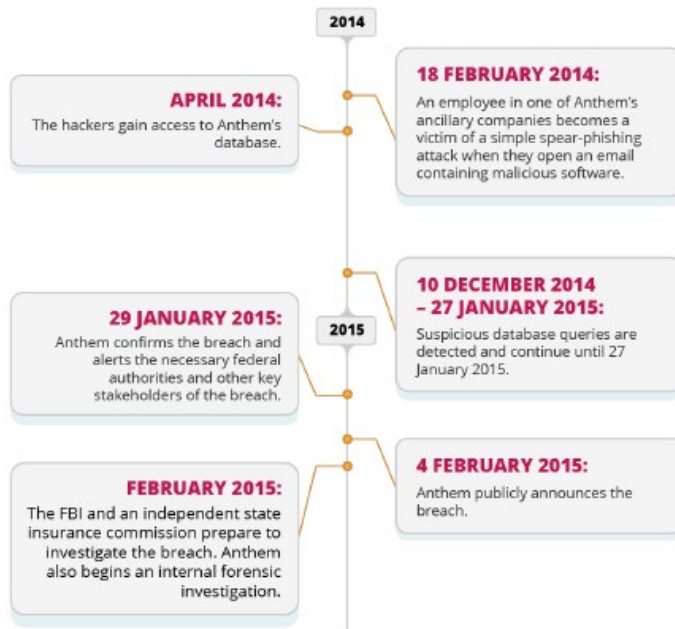 2014
18 FEBRUARY 2014:
An employee in one of Anthem's
ancillary companies becomes a
victim of a simple spear-phishing
attack when they open an email
containing malicious software.
APRIL 2014:
The hackers gain access to Anthem's
database.
10 DECEMBER 2014
– 27 JANUARY 2015:
Suspicious database queries are
detected and continue until 27
January 2015.
2015
29 JANUARY 2015:
Anthem confirms the breach and
alerts the necessary federal
authorities and other key
stakeholders of the breach.
4 FEBRUARY 2015:
Anthem publicly announces the
breach.
FEBRUARY 2015:
The FBI and an independent state
insurance commission prepare to
investigate the breach. Anthem
also begins an internal forensic
investigation.